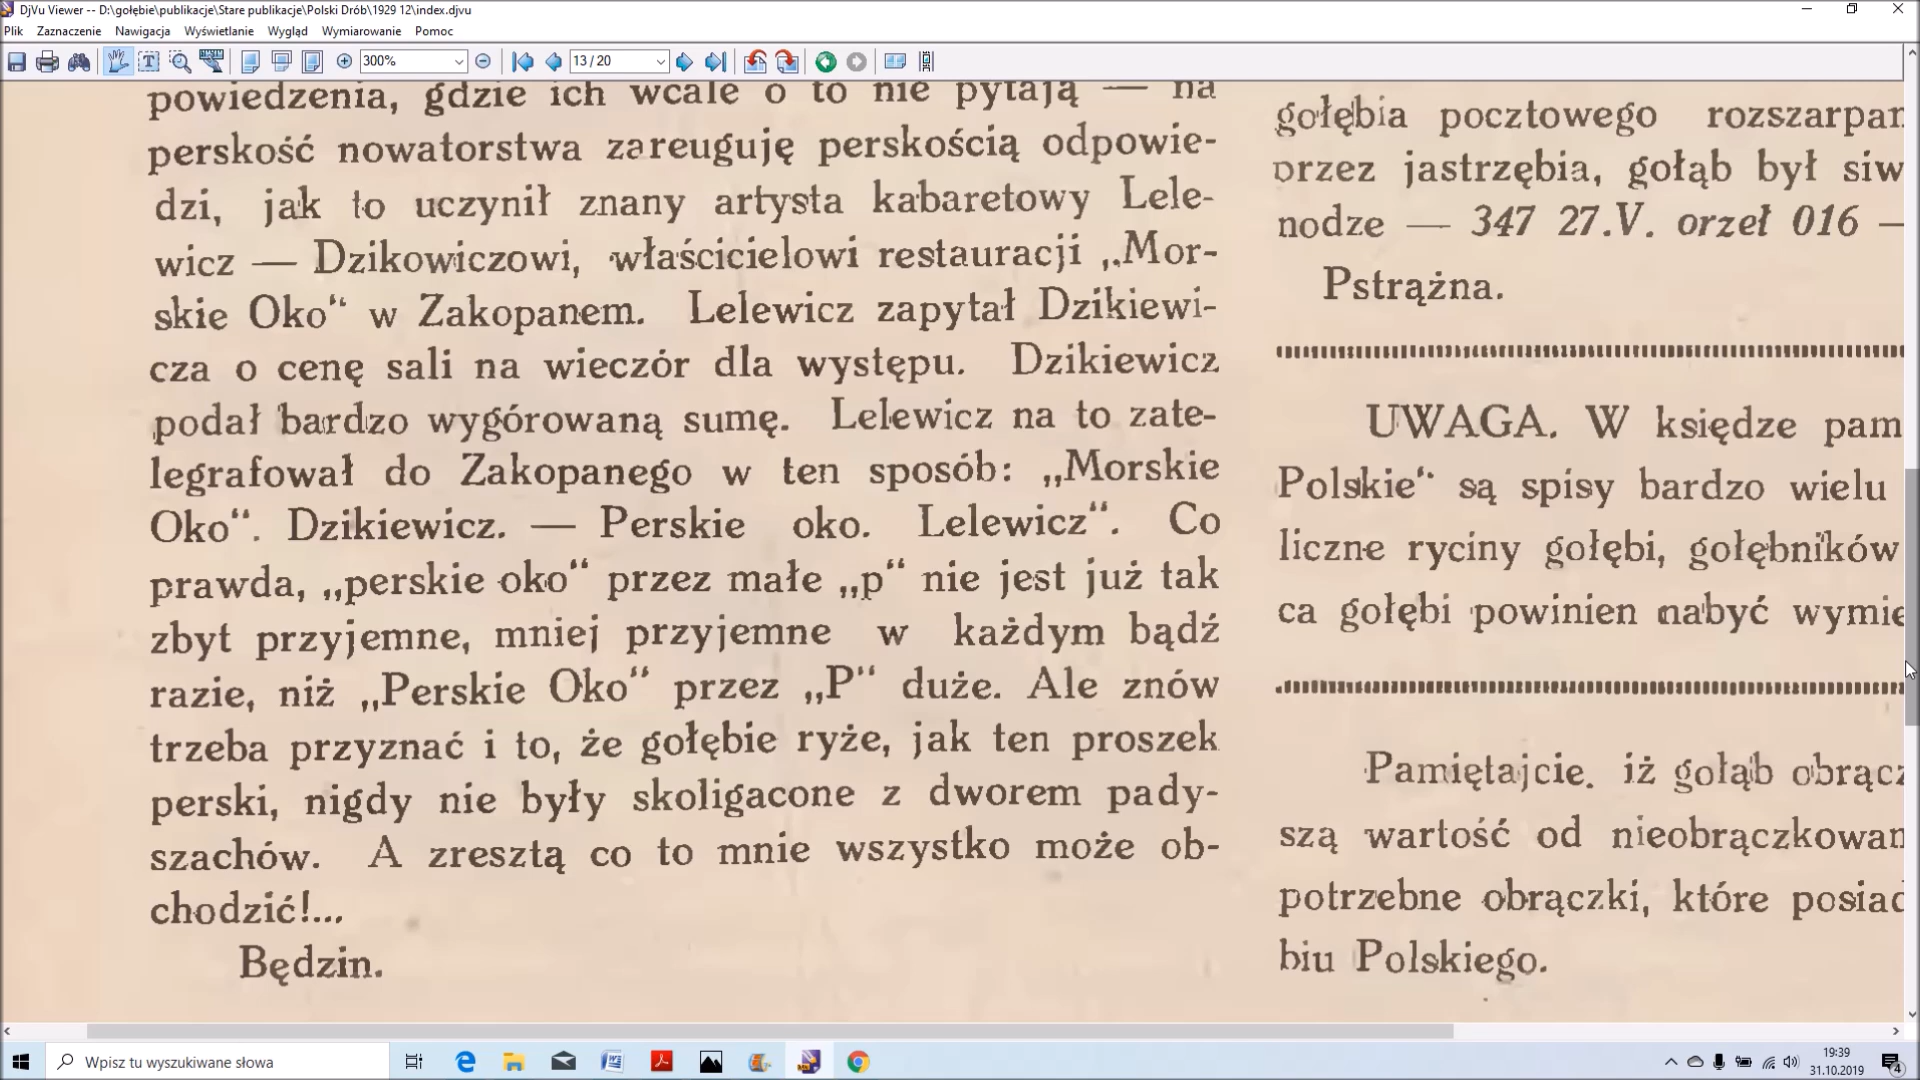 DjVu Viewer -- D:\gołębie\publikacje\Stare publikacje\Polski Drób\1929 12\index.djvu
Plik Zaznaczenie Nawigacja Wyświetlanie Wygląd Wymiarowanie Pomoc
300%
13 / 20
powiedzenia, gdzie ich wcale o to nie pytają — na
perskość nowatorstwa zareuguję perskością odpowie-
dzi, jak to uczynił znany artysta kabaretowy Lele-
wicz — Dzikowiczowi, właścicielowi restauracji „Mor-
skie Oko“ w Zakopanem. Lelewicz zapytał Dzikiewi-
cza o cenę sali na wieczór dla występu. Dzikiewicz
podał bardzo wygórowaną sumę. Lelewicz na to zate-
legrafował do Zakopanego w ten sposób: „Morskie
Oko“. Dzikiewicz. — Perskie oko. Lelewicz“. Co
prawda, „perskie oko“ przez małe „p“ nie jest już tak
zbyt przyjemne, mniej przyjemne w każdym bądź
razie, niż „Perskie Oko“ przez „P“ duże. Ale znów
trzeba przyznać i to, że gołębie ryże, jak ten proszek
perski, nigdy nie były skoligacone z dworem pady-
szachów. A zresztą co to mnie wszystko może ob-
chodzić!...
Będzin.
gołębia pocztowego rozszarpan
przez jastrzębia, gołąb był siw
nodze — 347 27.V. orzeł 016 —
Pstrążna.
UWAGA. W księdze pam
Polskie“ są spisy bardzo wielu
liczne ryciny gołębi, gołębników
ca gołębi powinien nabyć wymie
Pamiętajcie. iż gołąb obrącz
szą wartość od nieobrączkowan
potrzebne obrączki, które posiad
biu Polskiego.
Wpisz tu wyszukiwane słowa
19:39
31.10.2019
4